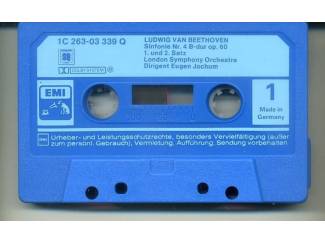 1C 263-03 339 Q
LUDWIG VAN BEETHOVEN
Sinfonie Nr. 4 B-dur op. 60
1. und 2. Satz
London Symphony Orchestra
Dirigent Eugen Jochum
DOLBY SYSTEM
EMI
1
Made in
Germany
Urheber- und Leistungsschutzrechte, besonders Vervielfältigung (außer
zum persönl. Gebrauch), Vermietung, Aufführung, Sendung vorbehalten